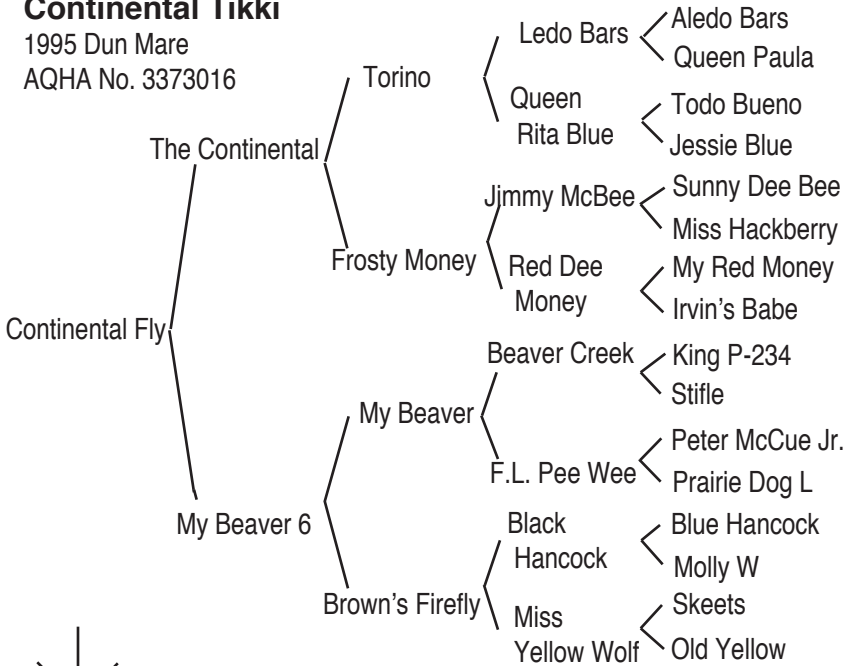 Continental Tikki
1995 Dun Mare
AQHA No. 3373016
Continental Fly
The Continental
My Beaver 6
Torino
Frosty Money
My Beaver
Brown's Firefly
Ledo Bars
Queen
Rita Blue
Jimmy McBee
Red Dee
Money
Beaver Creek
F.L. Pee Wee
Black
Hancock
Miss
Yellow Wolf
Aledo Bars
Queen Paula
Todo Bueno
Jessie Blue
Sunny Dee Bee
Miss Hackberry
My Red Money
Irvin's Babe
King P-234
Stifle
Peter McCue Jr.
Prairie Dog L
Blue Hancock
Molly W
Skeets
Old Yellow